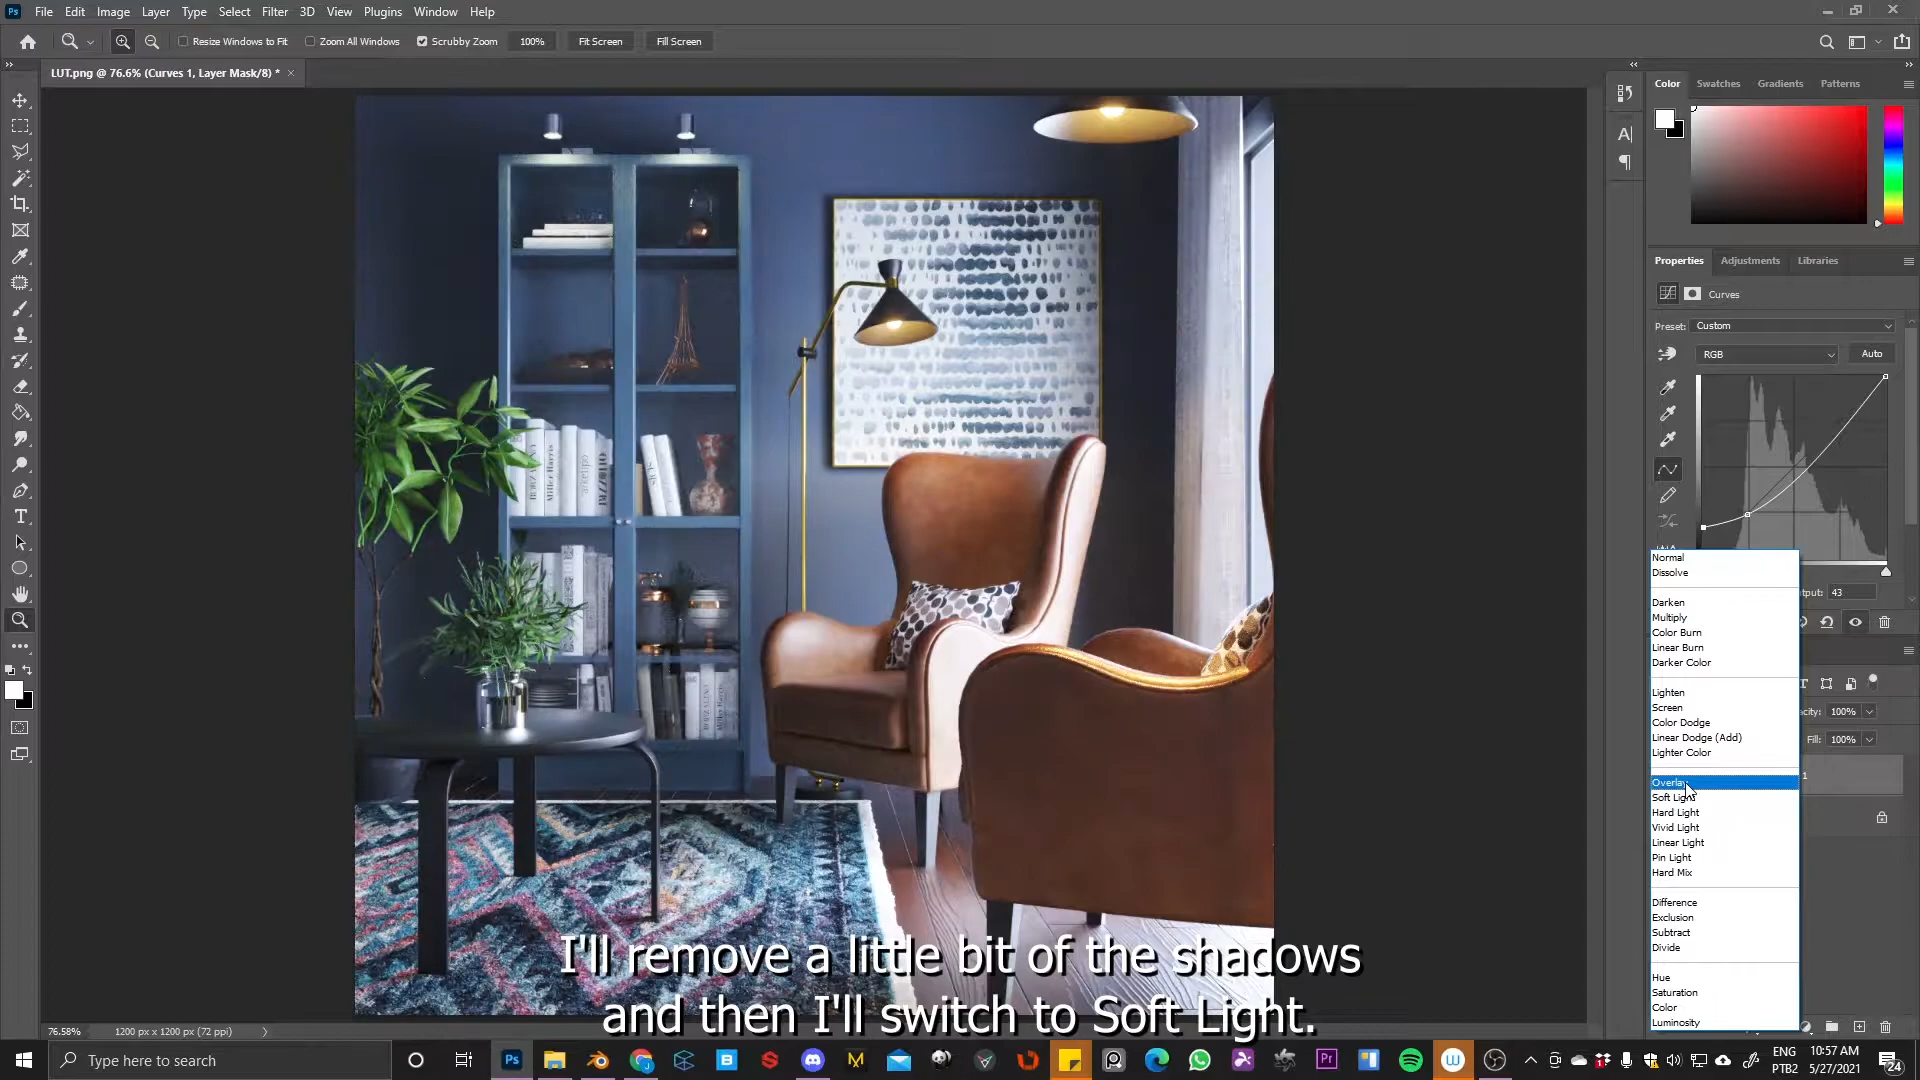 Ps File Edit Image Layer Type Select Filter 3D View Plugins Window Help
Resize Windows to Fit Zoom All Windows Scrubby Zoom 100% Fit Screen Fill Screen
LUT.png @ 76.6% (Curves 1, Layer Mask/8) *
Color Swatches Gradients Patterns
Properties Adjustments Libraries
Curves
Preset: Custom
RGB Auto
Normal
Dissolve
Darken
Multiply
Color Burn
Linear Burn
Darker Color
Lighten
Screen
Color Dodge
Linear Dodge (Add)
Lighter Color
Overlay
Soft Light
Hard Light
Vivid Light
Linear Light
Pin Light
Hard Mix
Difference
Exclusion
Subtract
Divide
Hue
Saturation
Color
Luminosity
43
100%
Fill: 100%
1
I'll remove a little bit of the shadows
and then I'll switch to Soft Light.
76.58% 1200 px x 1200 px (72 ppi)
Type here to search
ENG
PTB2
10:57 AM
5/27/2021
24